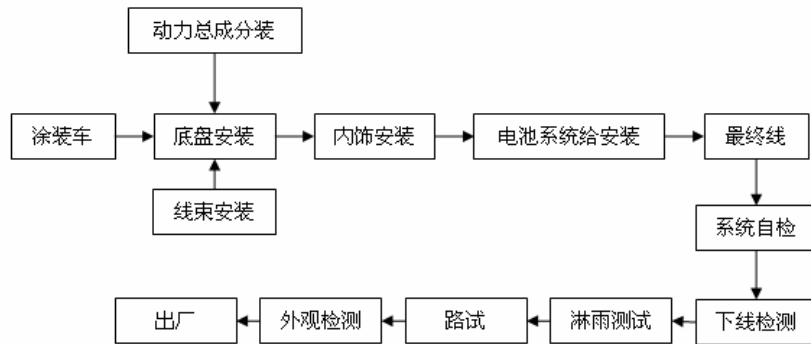 动力总成分装
涂装车
底盘安装
内饰安装
电池系统给安装
最终线
线束安装
系统自检
出厂
外观检测
路试
淋雨测试
下线检测